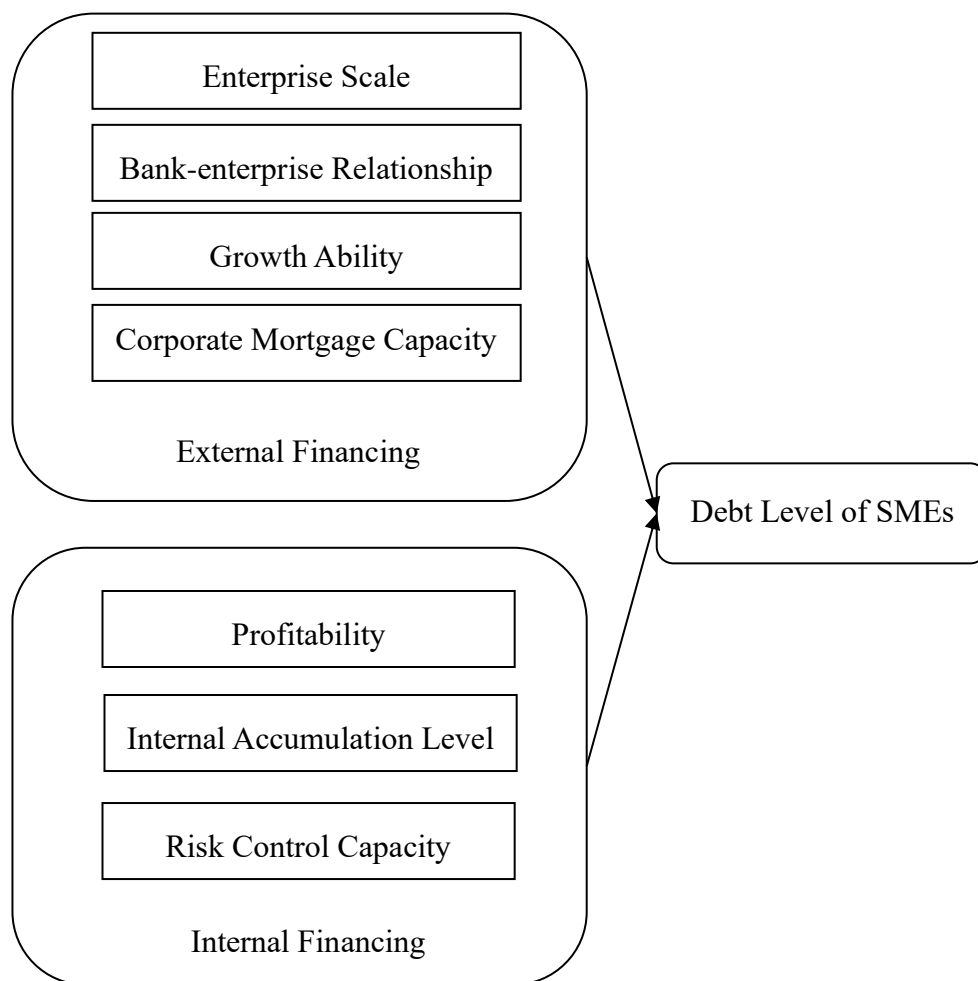 Enterprise Scale
Bank-enterprise Relationship
Growth Ability
Corporate Mortgage Capacity
External Financing
Debt Level of SMEs
Profitability
Internal Accumulation Level
Risk Control Capacity
Internal Financing